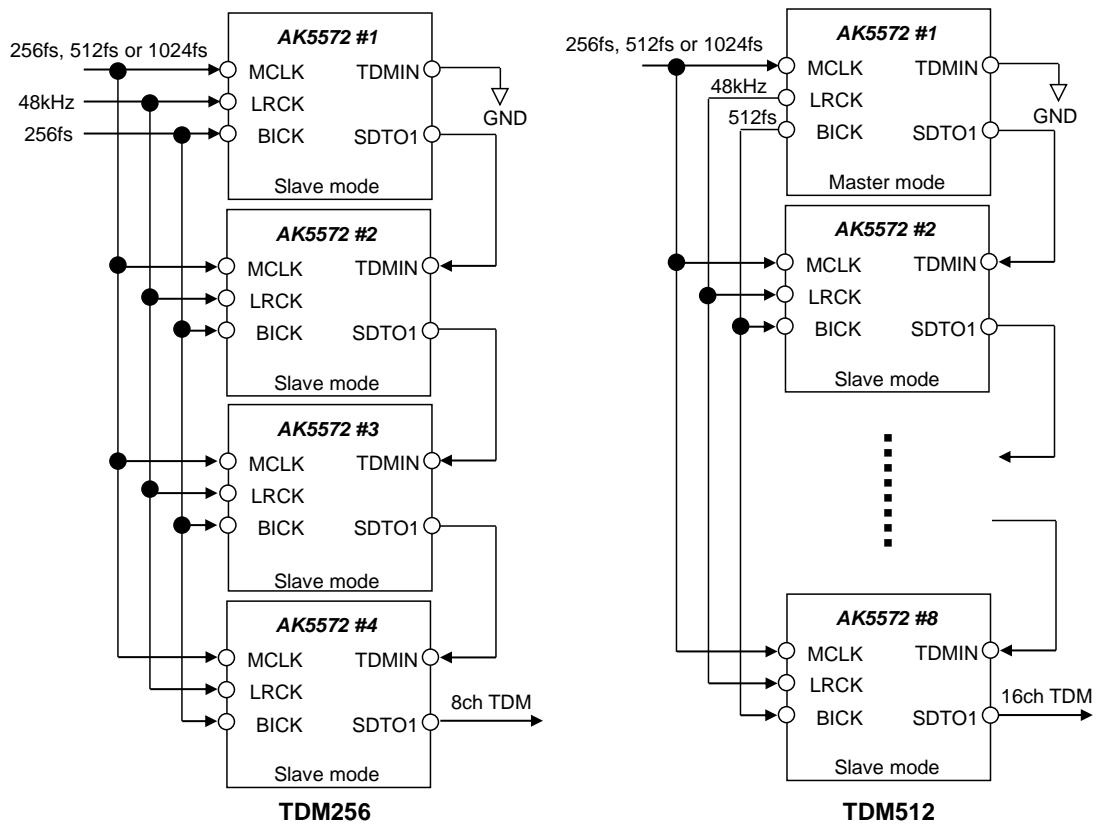 256fs, 512fs or 1024fs
48kHz
256fs
AK5572 #1
MCLK TDMIN
LRCK
GND
BICK SDTO1
Slave mode
AK5572 #2
MCLK TDMIN
LRCK
BICK SDTO1
Slave mode
AK5572 #3
MCLK TDMIN
LRCK
BICK SDTO1
Slave mode
AK5572 #4
MCLK TDMIN
LRCK
8ch TDM
BICK SDTO1
Slave mode
TDM256
256fs, 512fs or 1024fs
48kHz
512fs
AK5572 #1
MCLK TDMIN
LRCK
GND
BICK SDTO1
Master mode
AK5572 #2
MCLK TDMIN
LRCK
BICK SDTO1
Slave mode
AK5572 #8
MCLK TDMIN
LRCK
16ch TDM
BICK SDTO1
Slave mode
TDM512